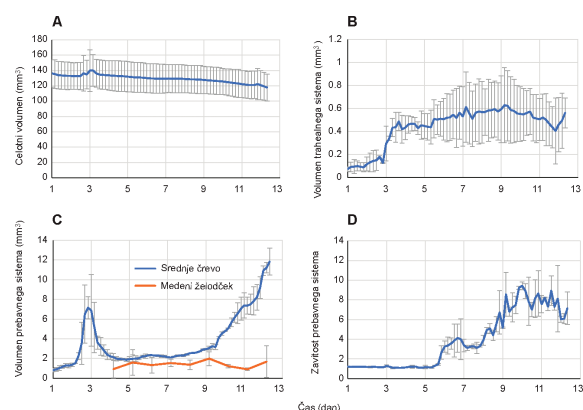 A
Celotni volumen (mm³)
180
160
140
120
100
80
60
40
20
0
1 3 5 7 9 11 13
B
Volumen trahealnega sistema (mm³)
1.2
1
0.8
0.6
0.4
0.2
0
1 3 5 7 9 11 13
C
Volumen prebavnega sistema (mm³)
14
12
10
8
6
4
2
0
Srednje črevo
Medeni želodček
1 3 5 7 9 11 13
D
Zavitost prebavnega sistema (mm³)
14
12
10
8
6
4
2
0
1 3 5 7 9 11 13
Čas (dan)